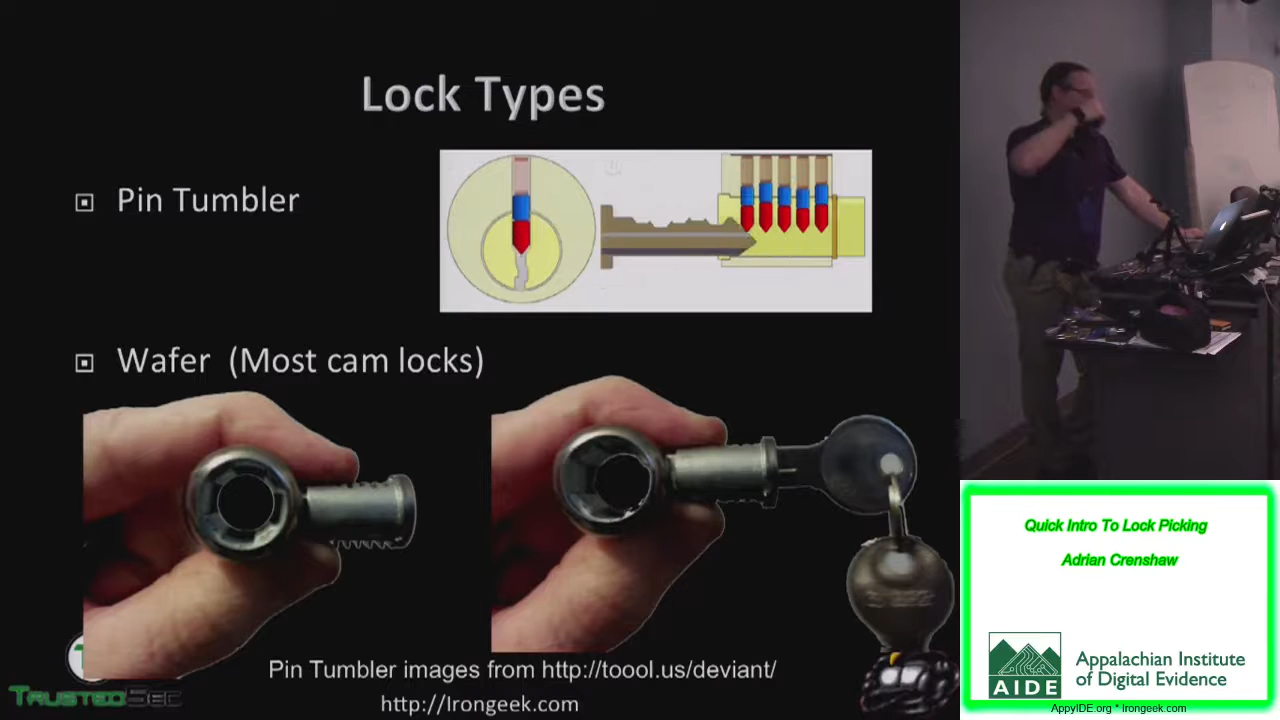 Lock Types
Pin Tumbler
Wafer (Most cam locks)
Pin Tumbler images from http://toool.us/deviant/
http://Irongeek.com
TRUSTEDSEC
Quick Intro To Lock Picking
Adrian Crenshaw
AIDE
Appalachian Institute
of Digital Evidence
AppyIDE.org * Irongeek.com